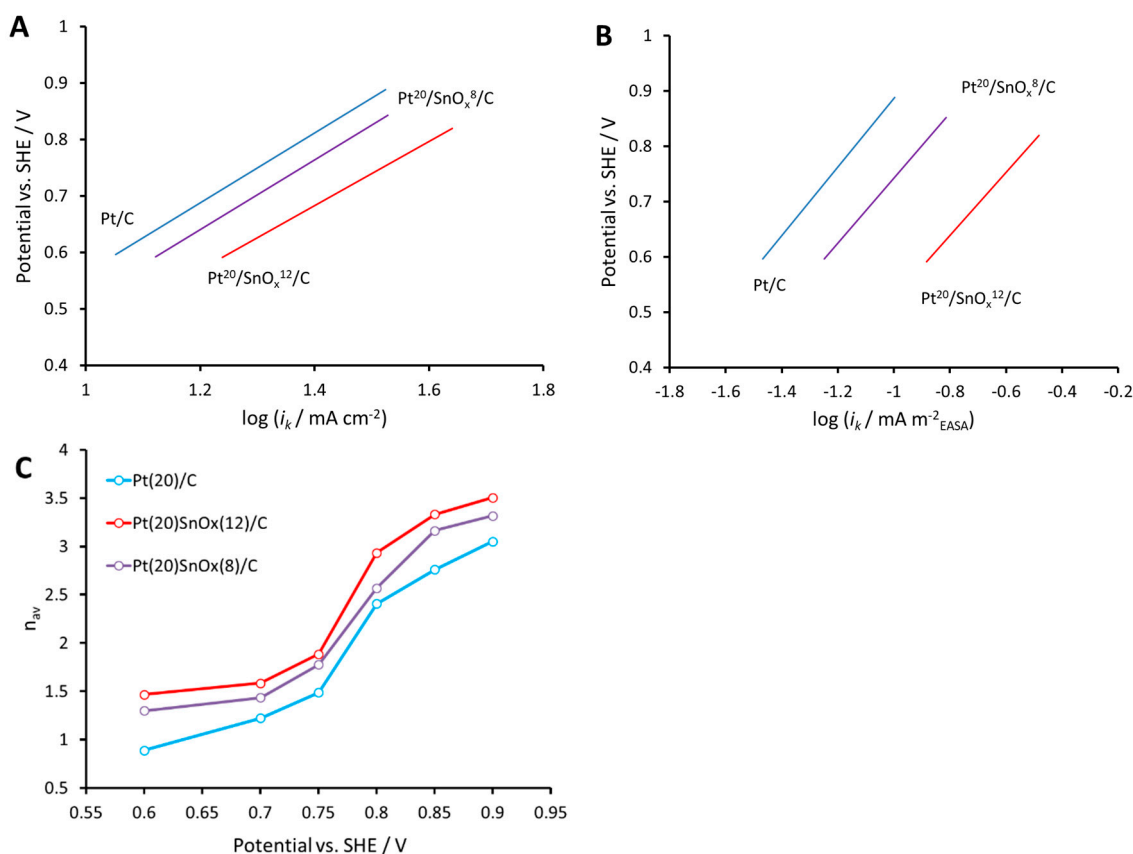 A
Potential vs. SHE / V
1
0.9
0.8
0.7
0.6
0.5
0.4
Pt²⁰/SnOₓ⁸/C
Pt/C
Pt²⁰/SnOₓ¹²/C
1 1.2 1.4 1.6 1.8
log (iₖ / mA cm⁻²)
B
Potential vs. SHE / V
1
0.9
0.8
0.7
0.6
0.5
0.4
Pt²⁰/SnOₓ⁸/C
Pt/C
Pt²⁰/SnOₓ¹²/C
-1.8 -1.6 -1.4 -1.2 -1 -0.8 -0.6 -0.4 -0.2
log (iₖ / mA m⁻²EASA)
C
nav
4
3.5
3
2.5
2
1.5
1
0.5
Pt(20)/C
Pt(20)SnOx(12)/C
Pt(20)SnOx(8)/C
0.55 0.6 0.65 0.7 0.75 0.8 0.85 0.9 0.95
Potential vs. SHE / V